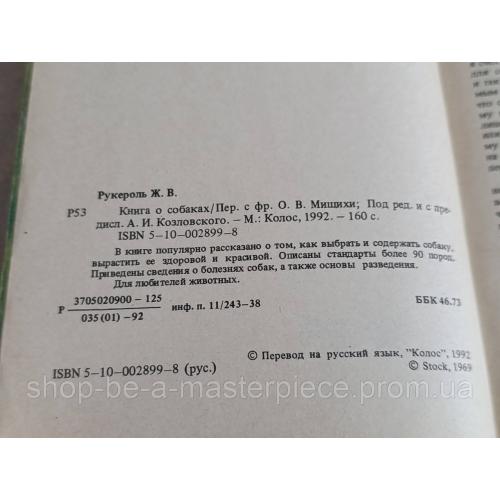 Рукероль Ж. В.
Р53 Книга о собаках/Пер. с фр. О. В. Мищихи; Под ред. и с пре-
дисл. А. И. Козловского. – М.: Колос, 1992. – 160 с.
ISBN 5–10–002899–8
В книге популярно рассказано о том, как выбрать и содержать собаку,
вырастить ее здоровой и красивой. Описаны стандарты более 90 пород.
Приведены сведения о болезнях собак, а также основы разведения.
Для любителей животных.
Р 3705020900 – 125
035 (01) –92
инф. п. 11/243–38
ББК 46.73
© Перевод на русский язык, "Колос", 1992
© Stock, 1969
ISBN 5–10–002899–8 (рус.)
shop-be-a-masterpiece.prom.ua